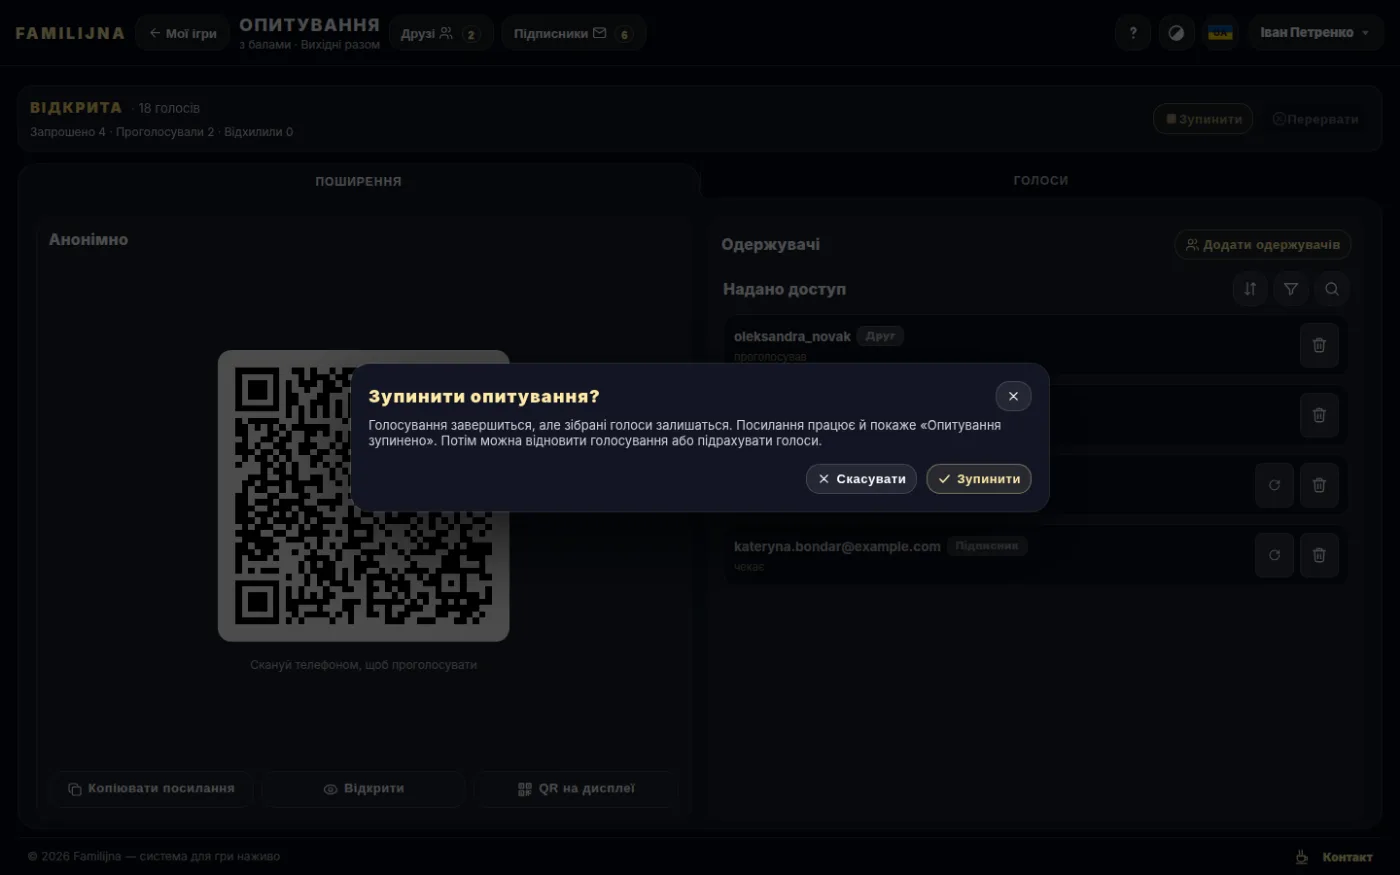 FAMILIJNA
← Мої ігри
ОПИТУВАННЯ
з балами · Вихідні разом
Друзі 2
Підписники 6
?
Іван Петренко
ВІДКРИТА · 18 голосів
Запрошено 4 · Проголосували 2 · Відхилили 0
Зупинити
Перервати
ПОШИРЕННЯ
ГОЛОСИ
Анонімно
Одержувачі
Додати одержувачів
Надано доступ
oleksandra_novak Друг
проголосував
Зупинити опитування?
Голосування завершиться, але зібрані голоси залишаться. Посилання працює й покаже «Опитування
зупинено». Потім можна відновити голосування або підрахувати голоси.
Скасувати
Зупинити
kateryna.bondar@example.com Підписник
чекає
Скануй телефоном, щоб проголосувати
Копіювати посилання
Відкрити
QR на дисплеї
© 2026 Familijna — система для гри наживо
Контакт